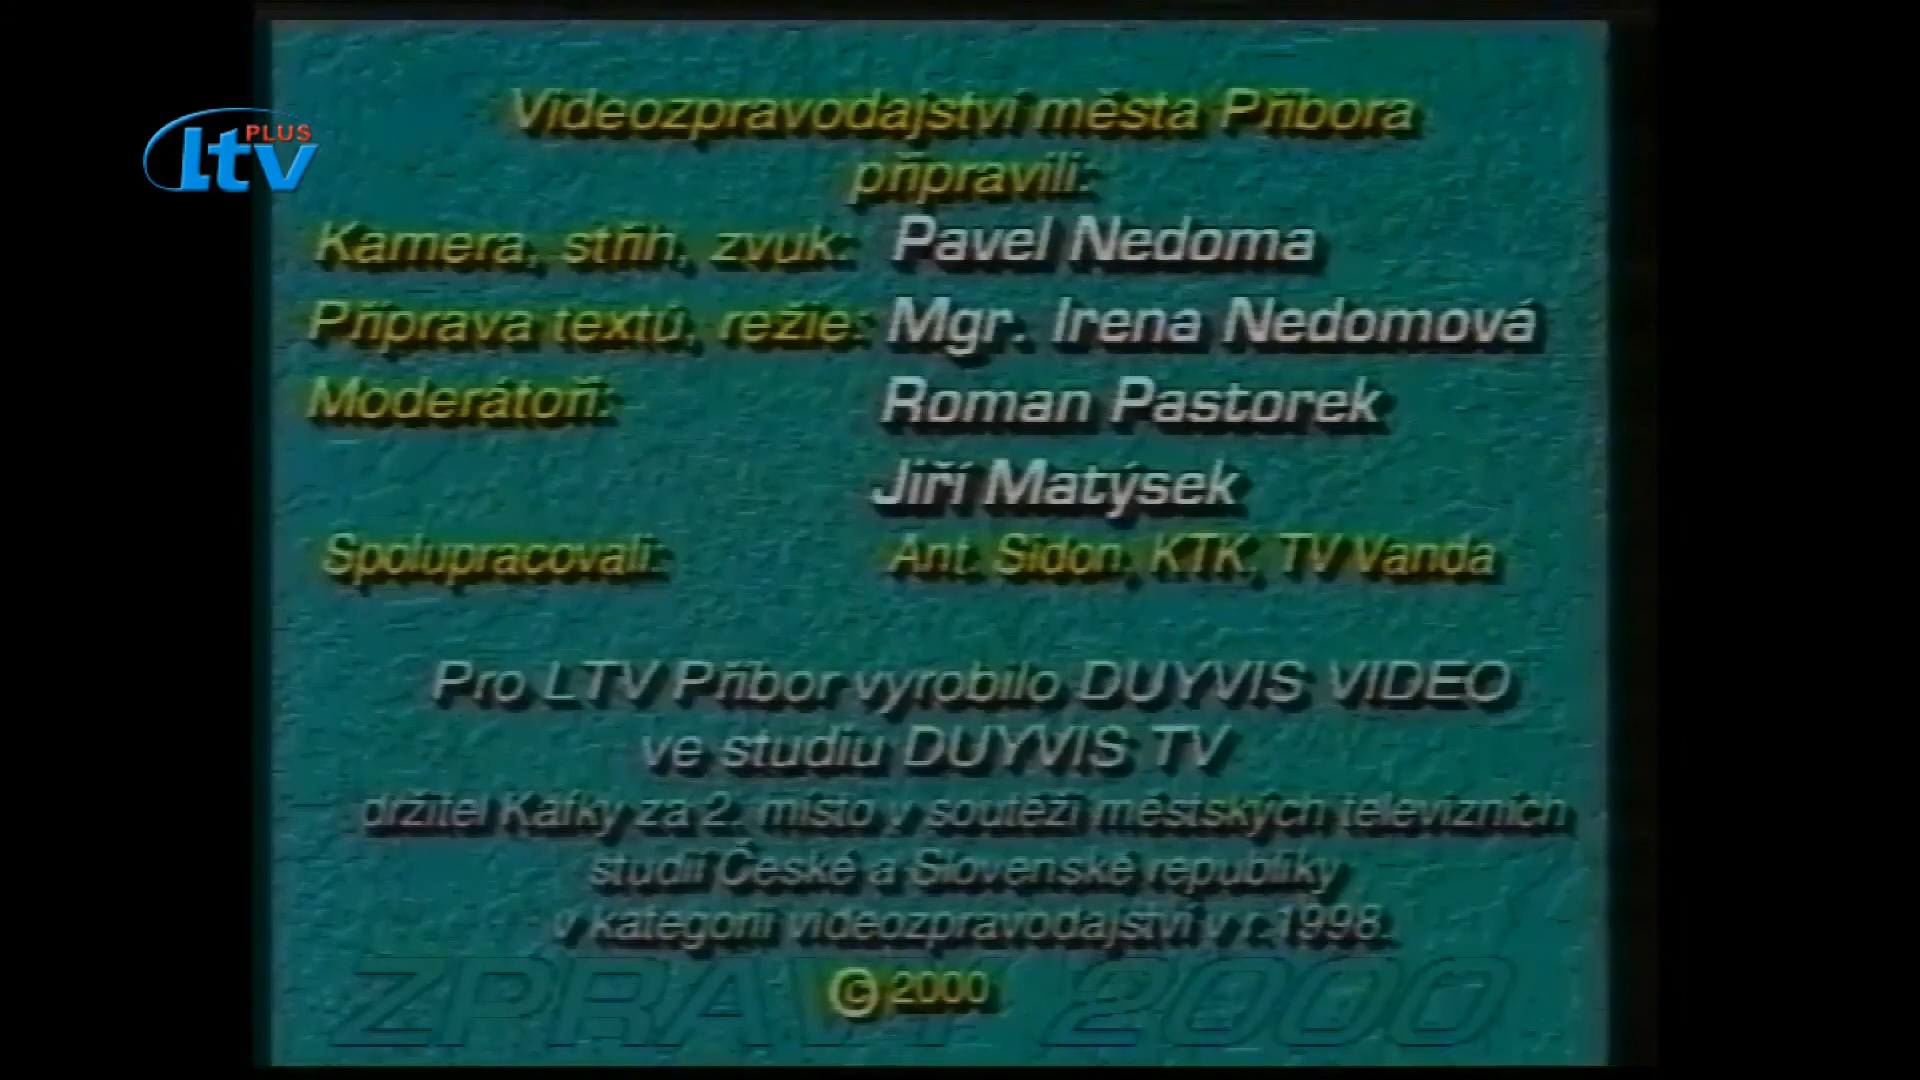 ltv PLUS
Videozpravodajství města Příbora
připravili:
Kamera, střih, zvuk: Pavel Nedoma
Příprava textů, režie: Mgr. Irena Nedomová
Moderátoři: Roman Pastorek
Jiří Matýsek
Spolupracovali: Ant. Sidon, KTK, TV Vanda
Pro LTV Příbor vyrobilo DUYVIS VIDEO
ve studiu DUYVIS TV
držitel Kafky za 2. místo v soutěži městských televizních
studií České a Slovenské republiky
v kategorii videozpravodajství v r.1998.
© 2000
ZPRAVY 2000